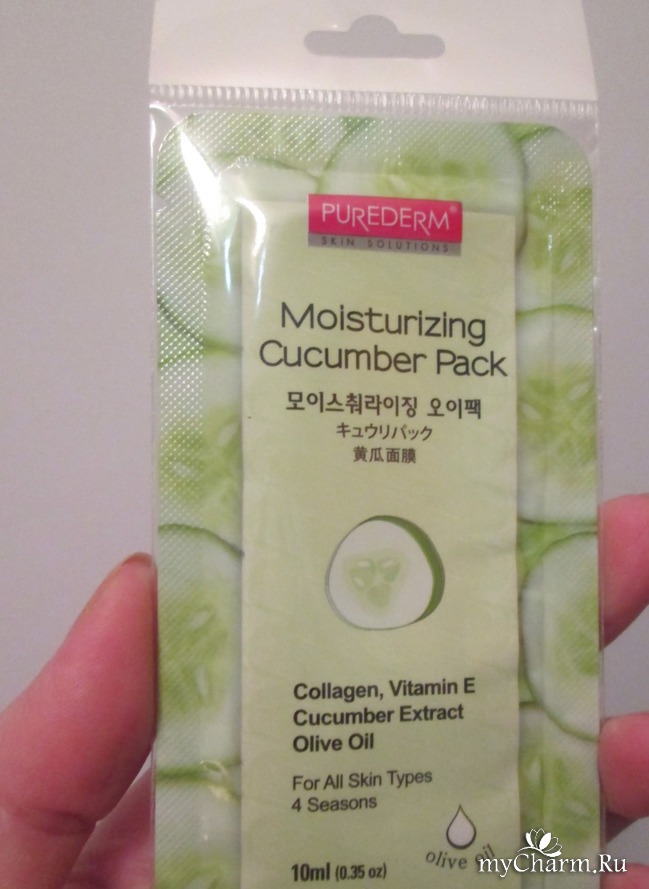 PUREDERM®
SKIN SOLUTIONS
Moisturizing
Cucumber Pack
모이스춰라이징 오이팩
キュウリパック
黄瓜面膜
Collagen, Vitamin E
Cucumber Extract
Olive Oil
For All Skin Types
4 Seasons
10ml (0.35 oz)
olive oil
myCharm.Ru